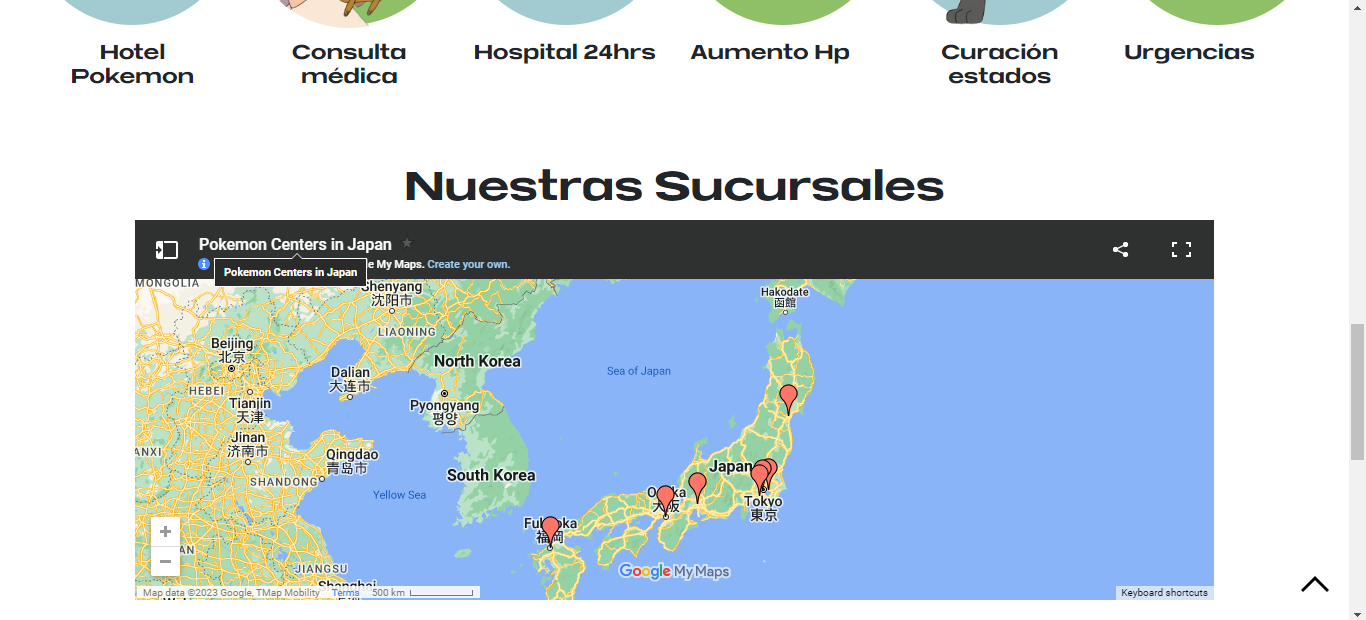 Hotel
Pokemon
Consulta
médica
Hospital 24hrs
Aumento Hp
Curación
estados
Urgencias
Nuestras Sucursales
Pokemon Centers in Japan
e My Maps. Create your own.
Pokemon Centers in Japan
MONGOLIA
Shenyang
沈阳市
Hakodate
函館
LIAONING
Beijing
北京
North Korea
Sea of Japan
Dalian
大连市
HEBEI
Tianjin
天津
Pyongyang
평양
Jinan
济南市
ANXI
Qingdao
青岛市
Japan
South Korea
SHANDONG
Yellow Sea
Tokyo
東京
大阪
福岡
AN
JIANGSU
Shanghai
Google My Maps
Map data ©2023 Google, TMap Mobility
Terms
500 km
Keyboard shortcuts